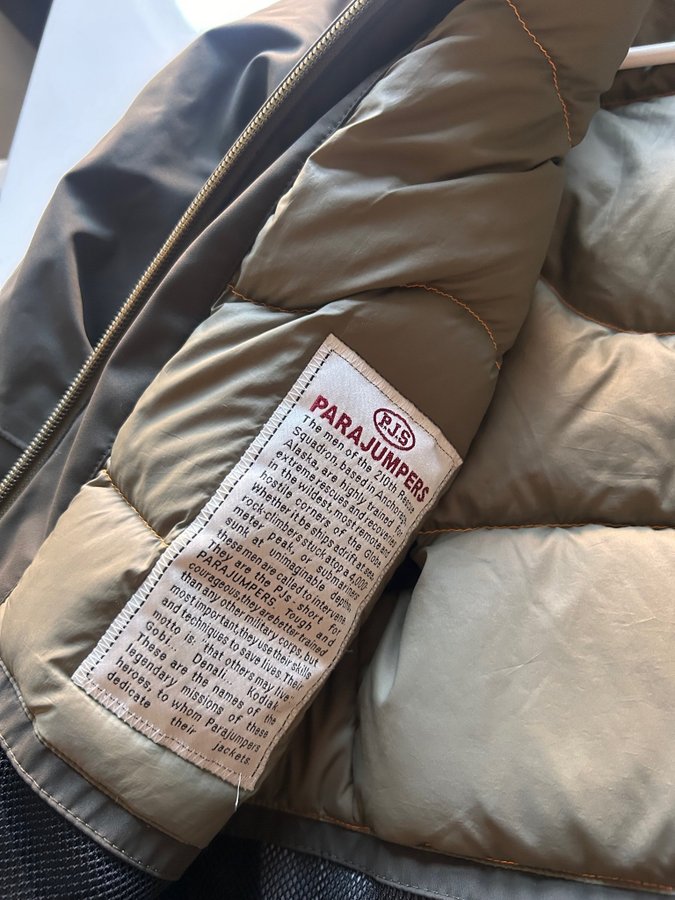 P.J.S
PARAJUMPERS
The men of the 210th Rescue
Squadron, based in Anchorage,
Alaska, are highly trained for
extreme rescues and recoveries
in the wildest, most remote and
hostile corners of the Globe,
whether it be ships adrift at sea,
rock climbers stuck atop a 4,000
meter peak, or submariners
sunk at unimaginable depths,
these men are called to intervene.
They are the PJs, short for
PARAJUMPERS. Tough and
courageous, they are better trained
than any other military corps, but
most important, they use their skills
and techniques to save lives. Their
motto is: that others may live.
Gobi... Denali... Kodiak.
These are the names of the
legendary missions of these
heroes, to whom Parajumpers
dedicate their jackets.